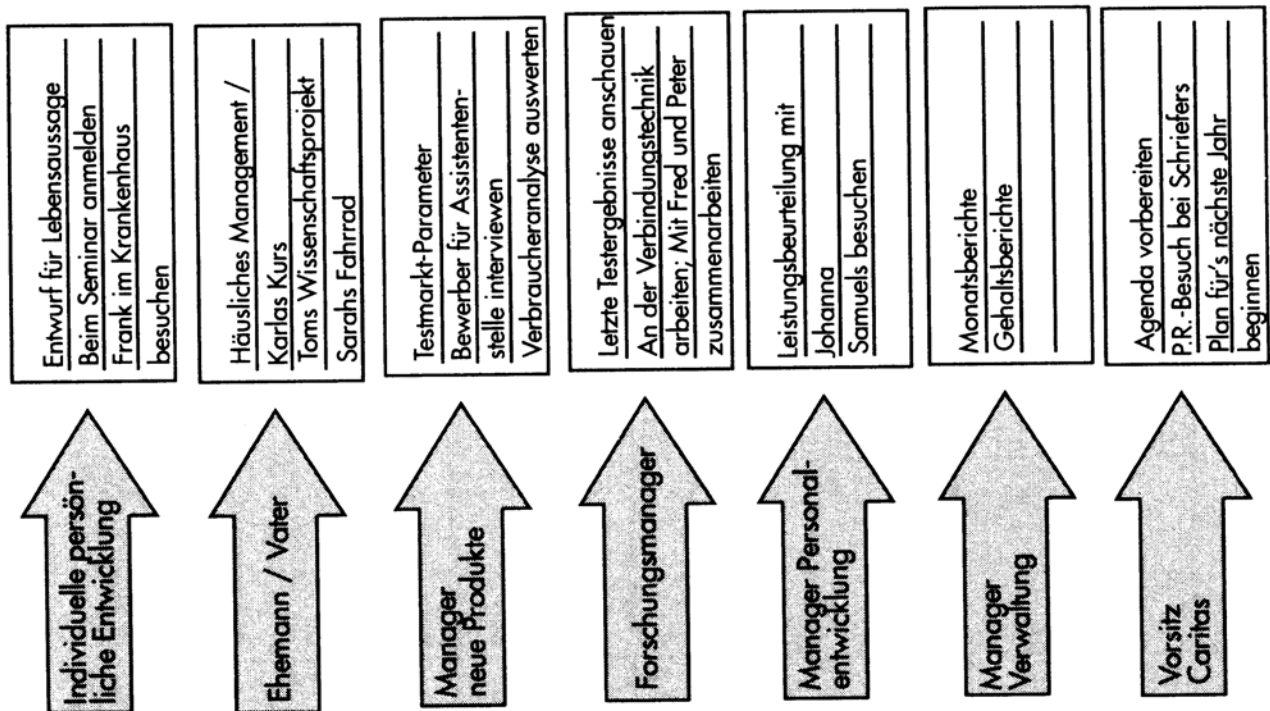 Individuelle persön-
liche Entwicklung
Entwurf für Lebensaussage
Beim Seminar anmelden
Frank im Krankenhaus
besuchen
Ehemann / Vater
Häusliches Management /
Karlas Kurs
Toms Wissenschaftsprojekt
Sarahs Fahrrad
Manager
neue Produkte
Testmarkt-Parameter
Bewerber für Assistenten-
stelle interviewen
Verbraucheranalyse auswerten
Forschungsmanager
Letzte Testergebnisse anschauen
An der Verbindungstechnik
arbeiten; Mit Fred und Peter
zusammenarbeiten
Manager Personal-
entwicklung
Leistungsbeurteilung mit
Johanna
Samuels besuchen
Manager
Verwaltung
Monatsberichte
Gehaltsberichte
Vorsitz
Caritas
Agenda vorbereiten
P.R.-Besuch bei Schriefers
Plan für's nächste Jahr
beginnen